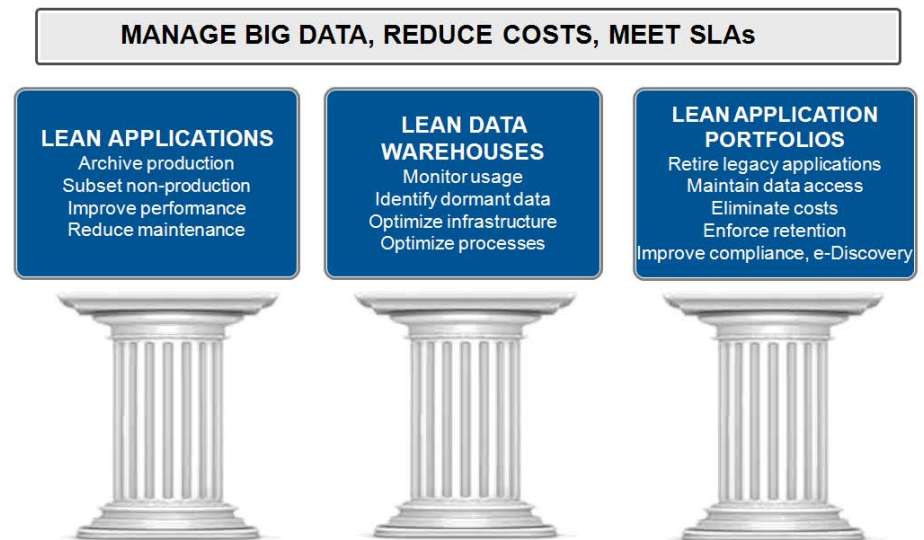 MANAGE BIG DATA, REDUCE COSTS, MEET SLAs
LEAN APPLICATIONS
Archive production
Subset non-production
Improve performance
Reduce maintenance
LEAN DATA
WAREHOUSES
Monitor usage
Identify dormant data
Optimize infrastructure
Optimize processes
LEAN APPLICATION
PORTFOLIOS
Retire legacy applications
Maintain data access
Eliminate costs
Enforce retention
Improve compliance, e-Discovery